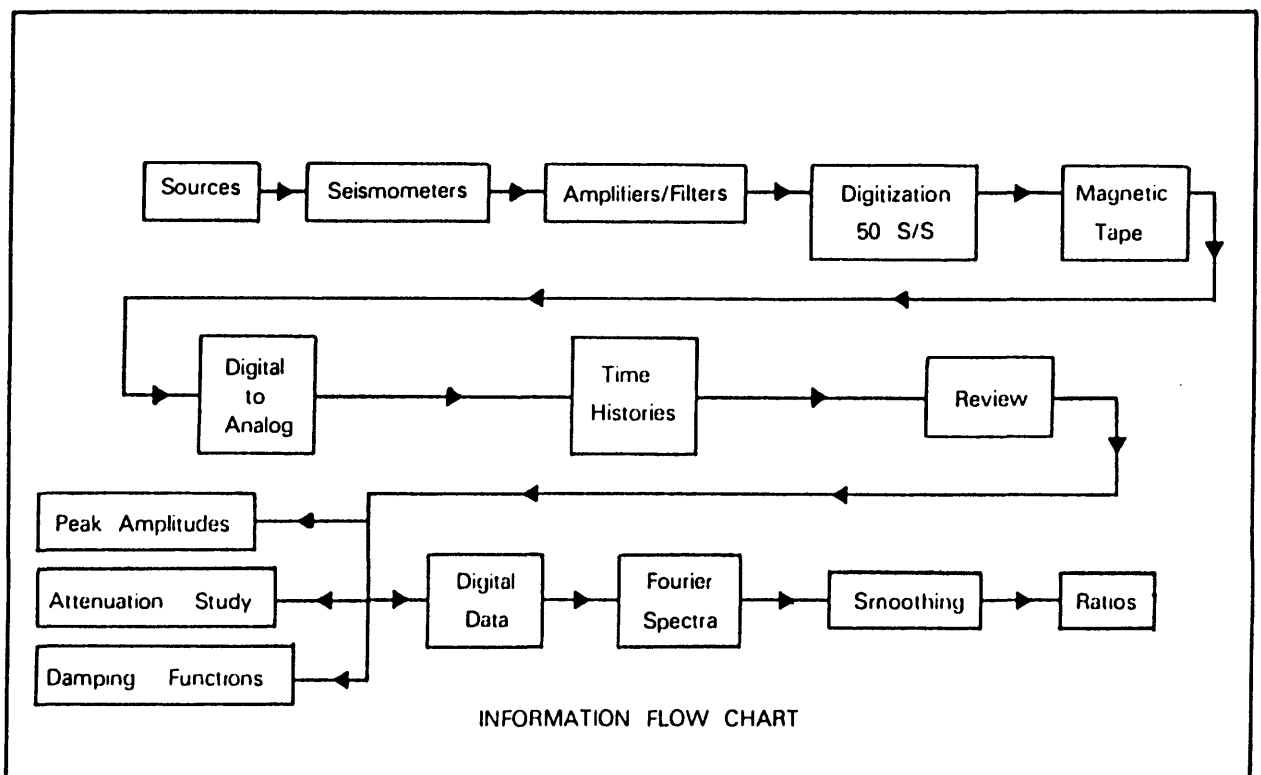 Sources
Seismometers
Amplifiers/Filters
Digitization
50 S/S
Magnetic
Tape
Digital
to
Analog
Time
Histories
Review
Peak Amplitudes
Attenuation Study
Damping Functions
Digital
Data
Fourier
Spectra
Smoothing
Ratios
INFORMATION FLOW CHART